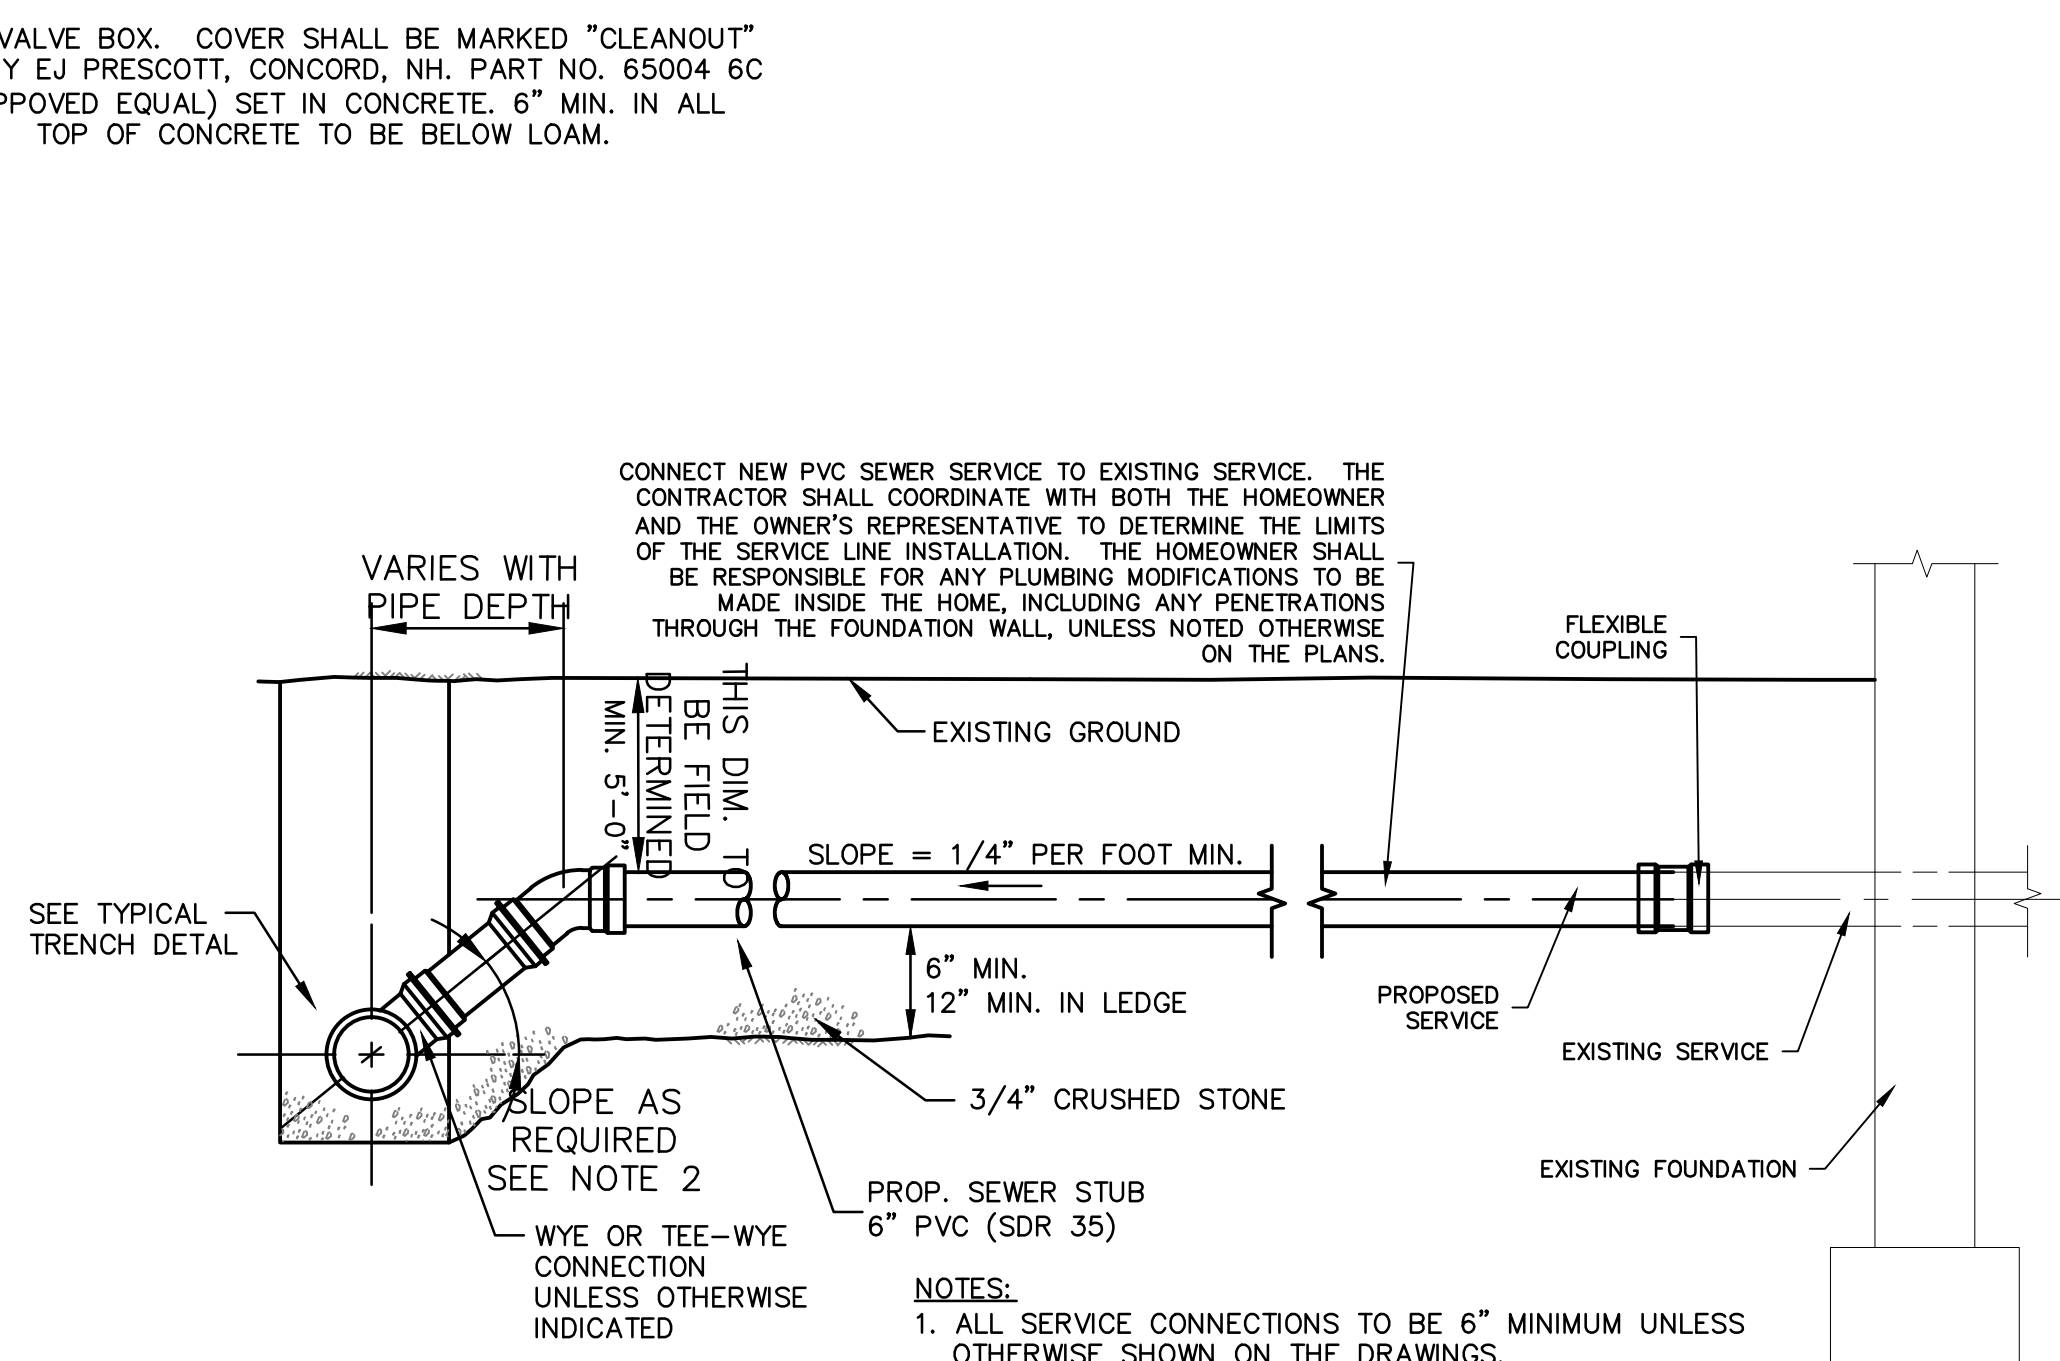 VALVE BOX. COVER SHALL BE MARKED "CLEANOUT"
Y EJ PRESCOTT, CONCORD, NH. PART NO. 65004 6C
PPOVED EQUAL) SET IN CONCRETE. 6" MIN. IN ALL
TOP OF CONCRETE TO BE BELOW LOAM.
CONNECT NEW PVC SEWER SERVICE TO EXISTING SERVICE. THE
CONTRACTOR SHALL COORDINATE WITH BOTH THE HOMEOWNER
AND THE OWNER'S REPRESENTATIVE TO DETERMINE THE LIMITS
OF THE SERVICE LINE INSTALLATION. THE HOMEOWNER SHALL
BE RESPONSIBLE FOR ANY PLUMBING MODIFICATIONS TO BE
MADE INSIDE THE HOME, INCLUDING ANY PENETRATIONS
THROUGH THE FOUNDATION WALL, UNLESS NOTED OTHERWISE
ON THE PLANS.
VARIES WITH
PIPE DEPTH
FLEXIBLE
COUPLING
THIS DIM. TO
BE FIELD
DETERMINED
MIN. 5'-0"
EXISTING GROUND
SLOPE = 1/4" PER FOOT MIN.
SEE TYPICAL
TRENCH DETAL
6" MIN.
12" MIN. IN LEDGE
PROPOSED
SERVICE
EXISTING SERVICE
3/4" CRUSHED STONE
SLOPE AS
REQUIRED
SEE NOTE 2
EXISTING FOUNDATION
PROP. SEWER STUB
6" PVC (SDR 35)
WYE OR TEE-WYE
CONNECTION
UNLESS OTHERWISE
INDICATED
NOTES:
1. ALL SERVICE CONNECTIONS TO BE 6" MINIMUM UNLESS
OTHERWISE SHOWN ON THE DRAWINGS.